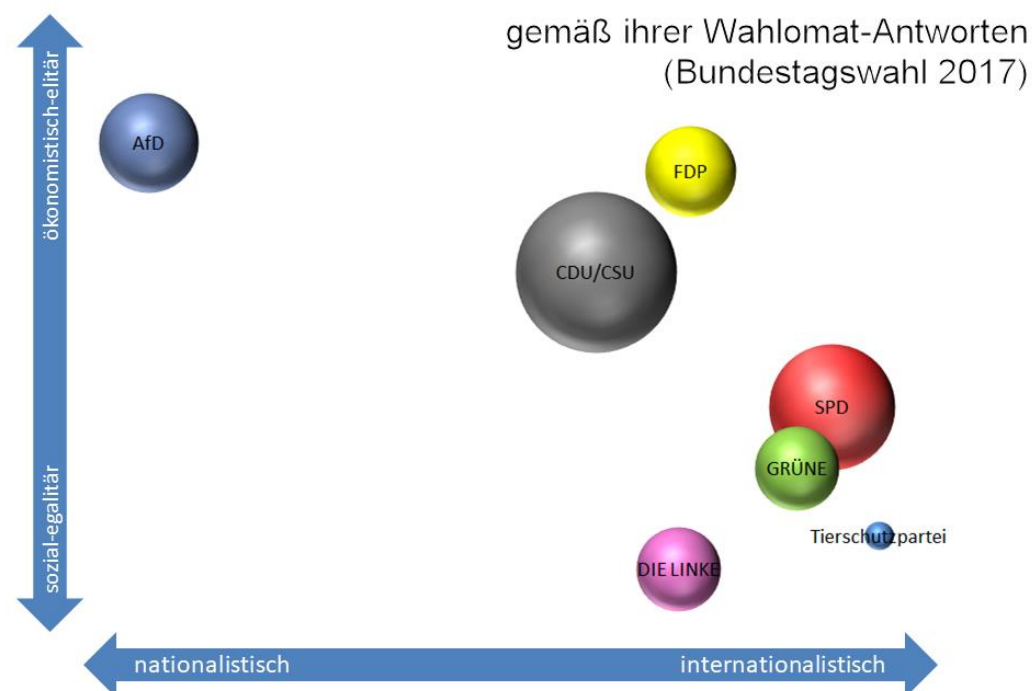 gemäß ihrer Wahlomat-Antworten
(Bundestagswahl 2017)
ökonomistisch-elitär
AfD
FDP
CDU/CSU
SPD
GRÜNE
sozial-egalitär
Tierschutzpartei
DIE LINKE
nationalistisch
internationalistisch